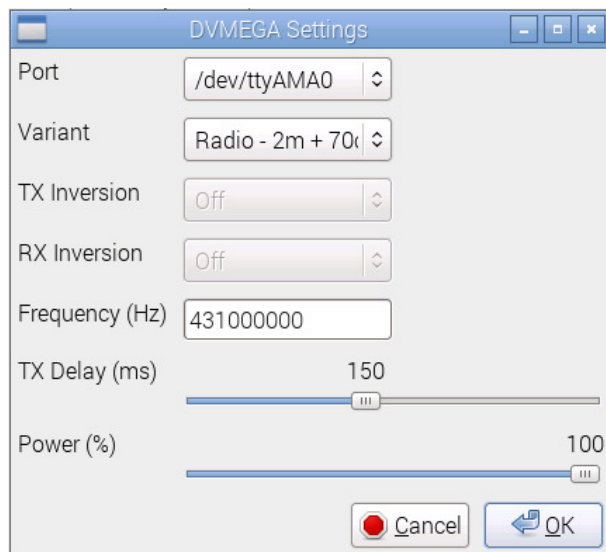 DVMEGA Settings
Port /dev/ttyAMA0
Variant Radio - 2m + 70
TX Inversion Off
RX Inversion Off
Frequency (Hz) 431000000
TX Delay (ms) 150
Power (%) 100
Cancel OK